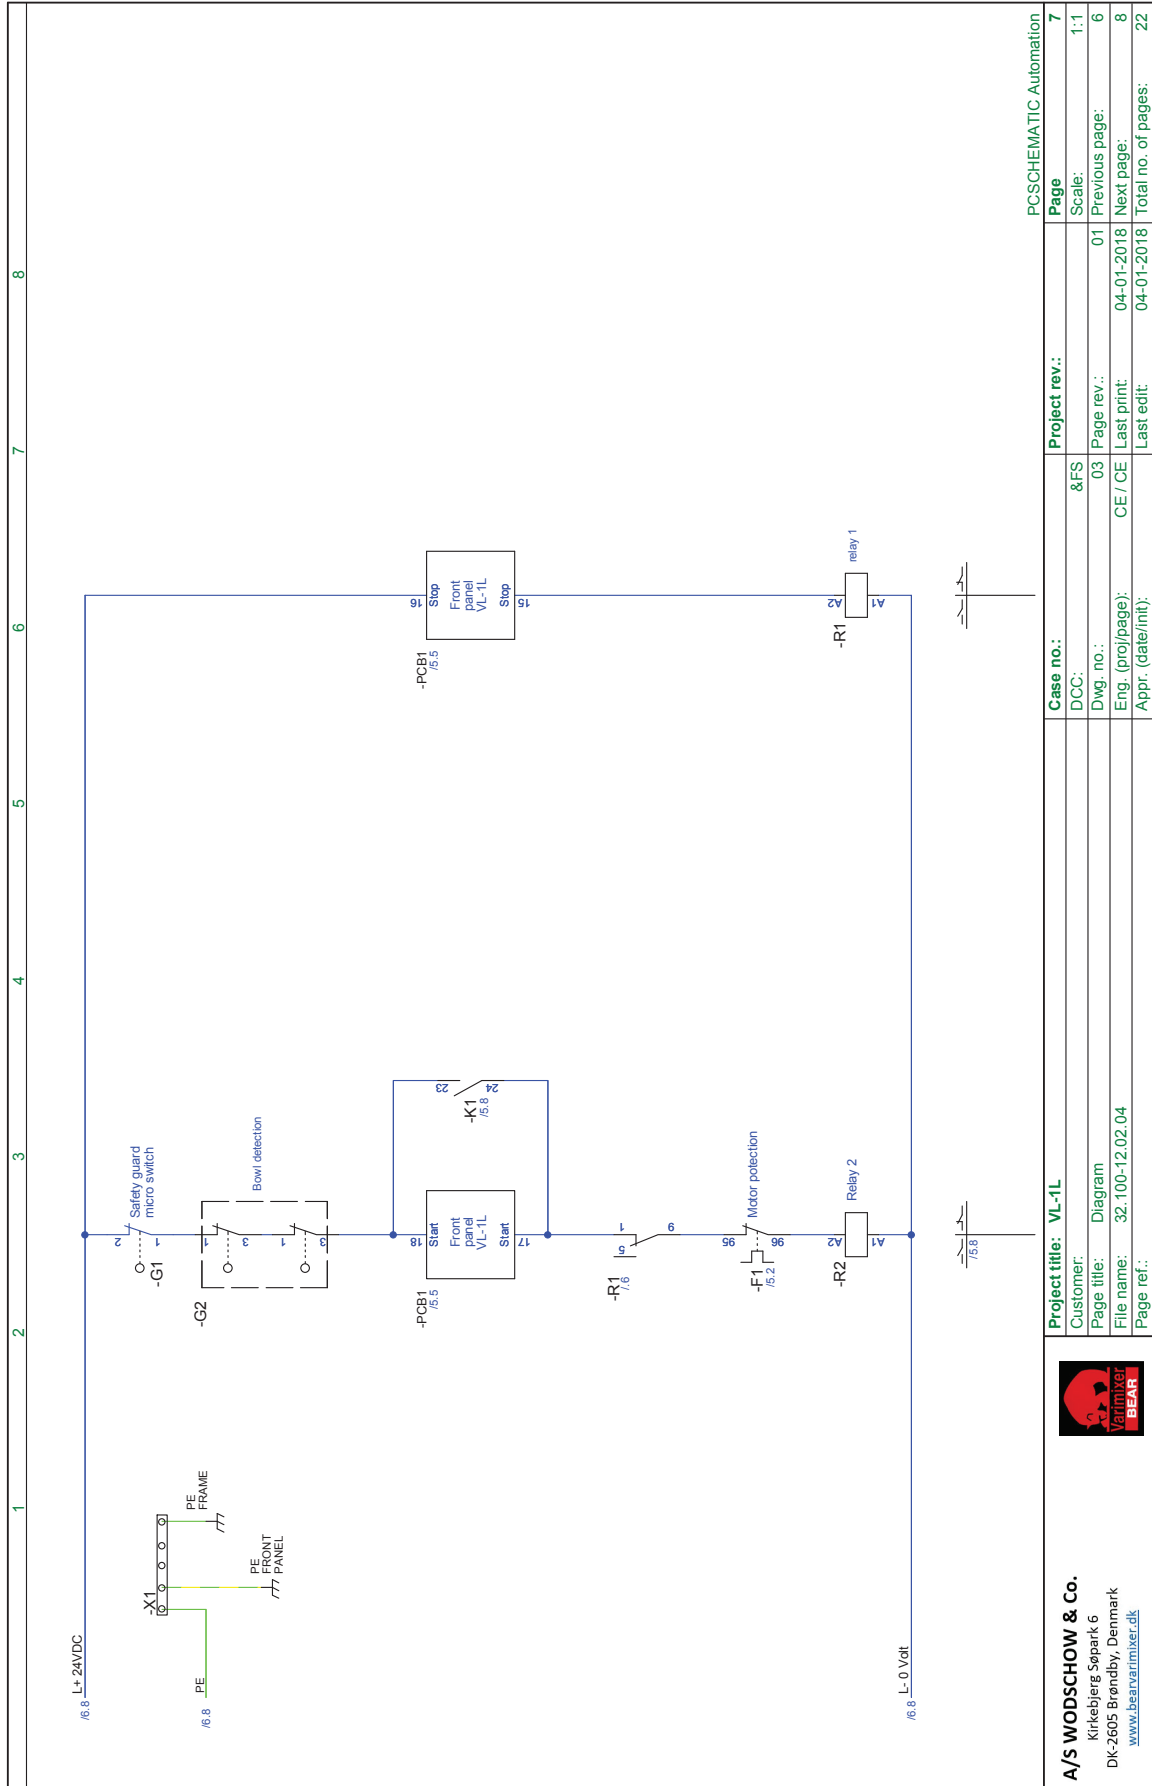 1 2 3 4 5 6 7 8
L+ 24VDC
/6.8
PE
/6.8
-X1
PE
FRAME
PE
FRONT
PANEL
Safety guard
micro switch
2
1
-G1
Bowl detection
1
3
1
3
-G2
-PCB1
/5.5
18
Start
Front
panel
VL-1L
Start
17
23
24
-K1
/5.8
-R1
/.6
1
5
9
Motor potection
95
96
-F1
/5.2
Relay 2
A2
A1
-R2
/5.8
-PCB1
/5.5
16
Stop
Front
panel
VL-1L
Stop
15
relay 1
A2
A1
-R1
L- 0 Volt
/6.8
PCSCHEMATIC Automation
A/S WODSCHOW & Co.
Kirkebjerg Søpark 6
DK-2605 Brøndby, Denmark
www.bearvarimixer.dk
Varimixer
BEAR
Project title: VL-1L
Customer:
Page title: Diagram
File name: 32.100-12.02.04
Page ref.:
Case no.:
DCC: &FS
Dwg. no.: 03
Eng. (proj/page): CE / CE
Appr. (date/init):
Project rev.:
Page rev.: 01
Last print: 04-01-2018
Last edit: 04-01-2018
Page 7
Scale: 1:1
Previous page: 6
Next page: 8
Total no. of pages: 22